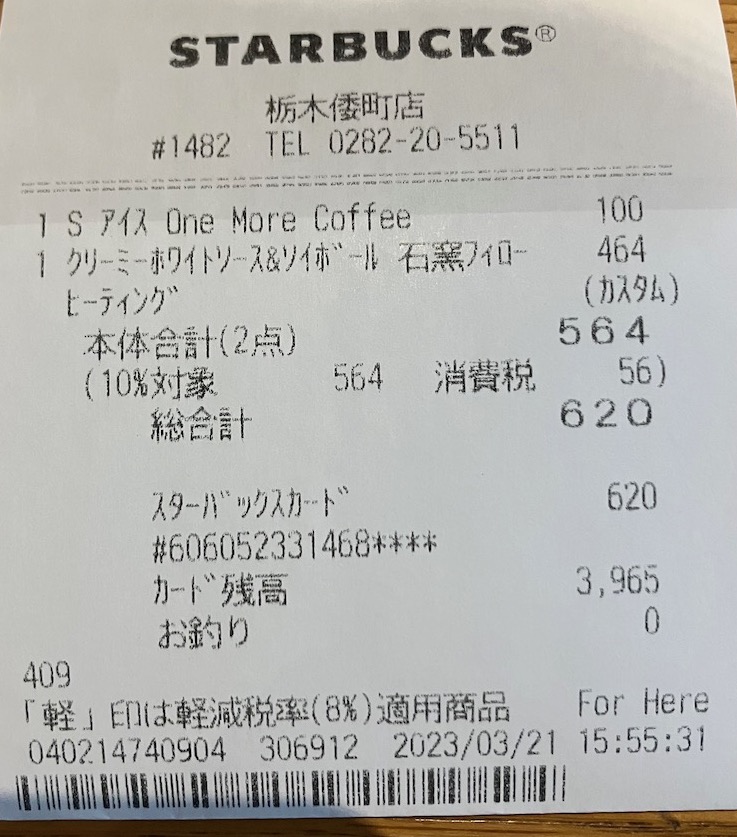 STARBUCKS®
栃木倭町店
#1482 TEL 0282-20-5511
1 S アイス One More Coffee 100
1 クリーミーホワイトソース&ソイボール 石窯フィロー 464
ヒーティング (カスタム)
本体合計(2点) 564
(10%対象 564 消費税 56)
総合計 620
スターバックスカード 620
#606052331468****
カード残高 3,965
お釣り 0
409
「軽」印は軽減税率(8%)適用商品 For Here
040214740904 306912 2023/03/21 15:55:31